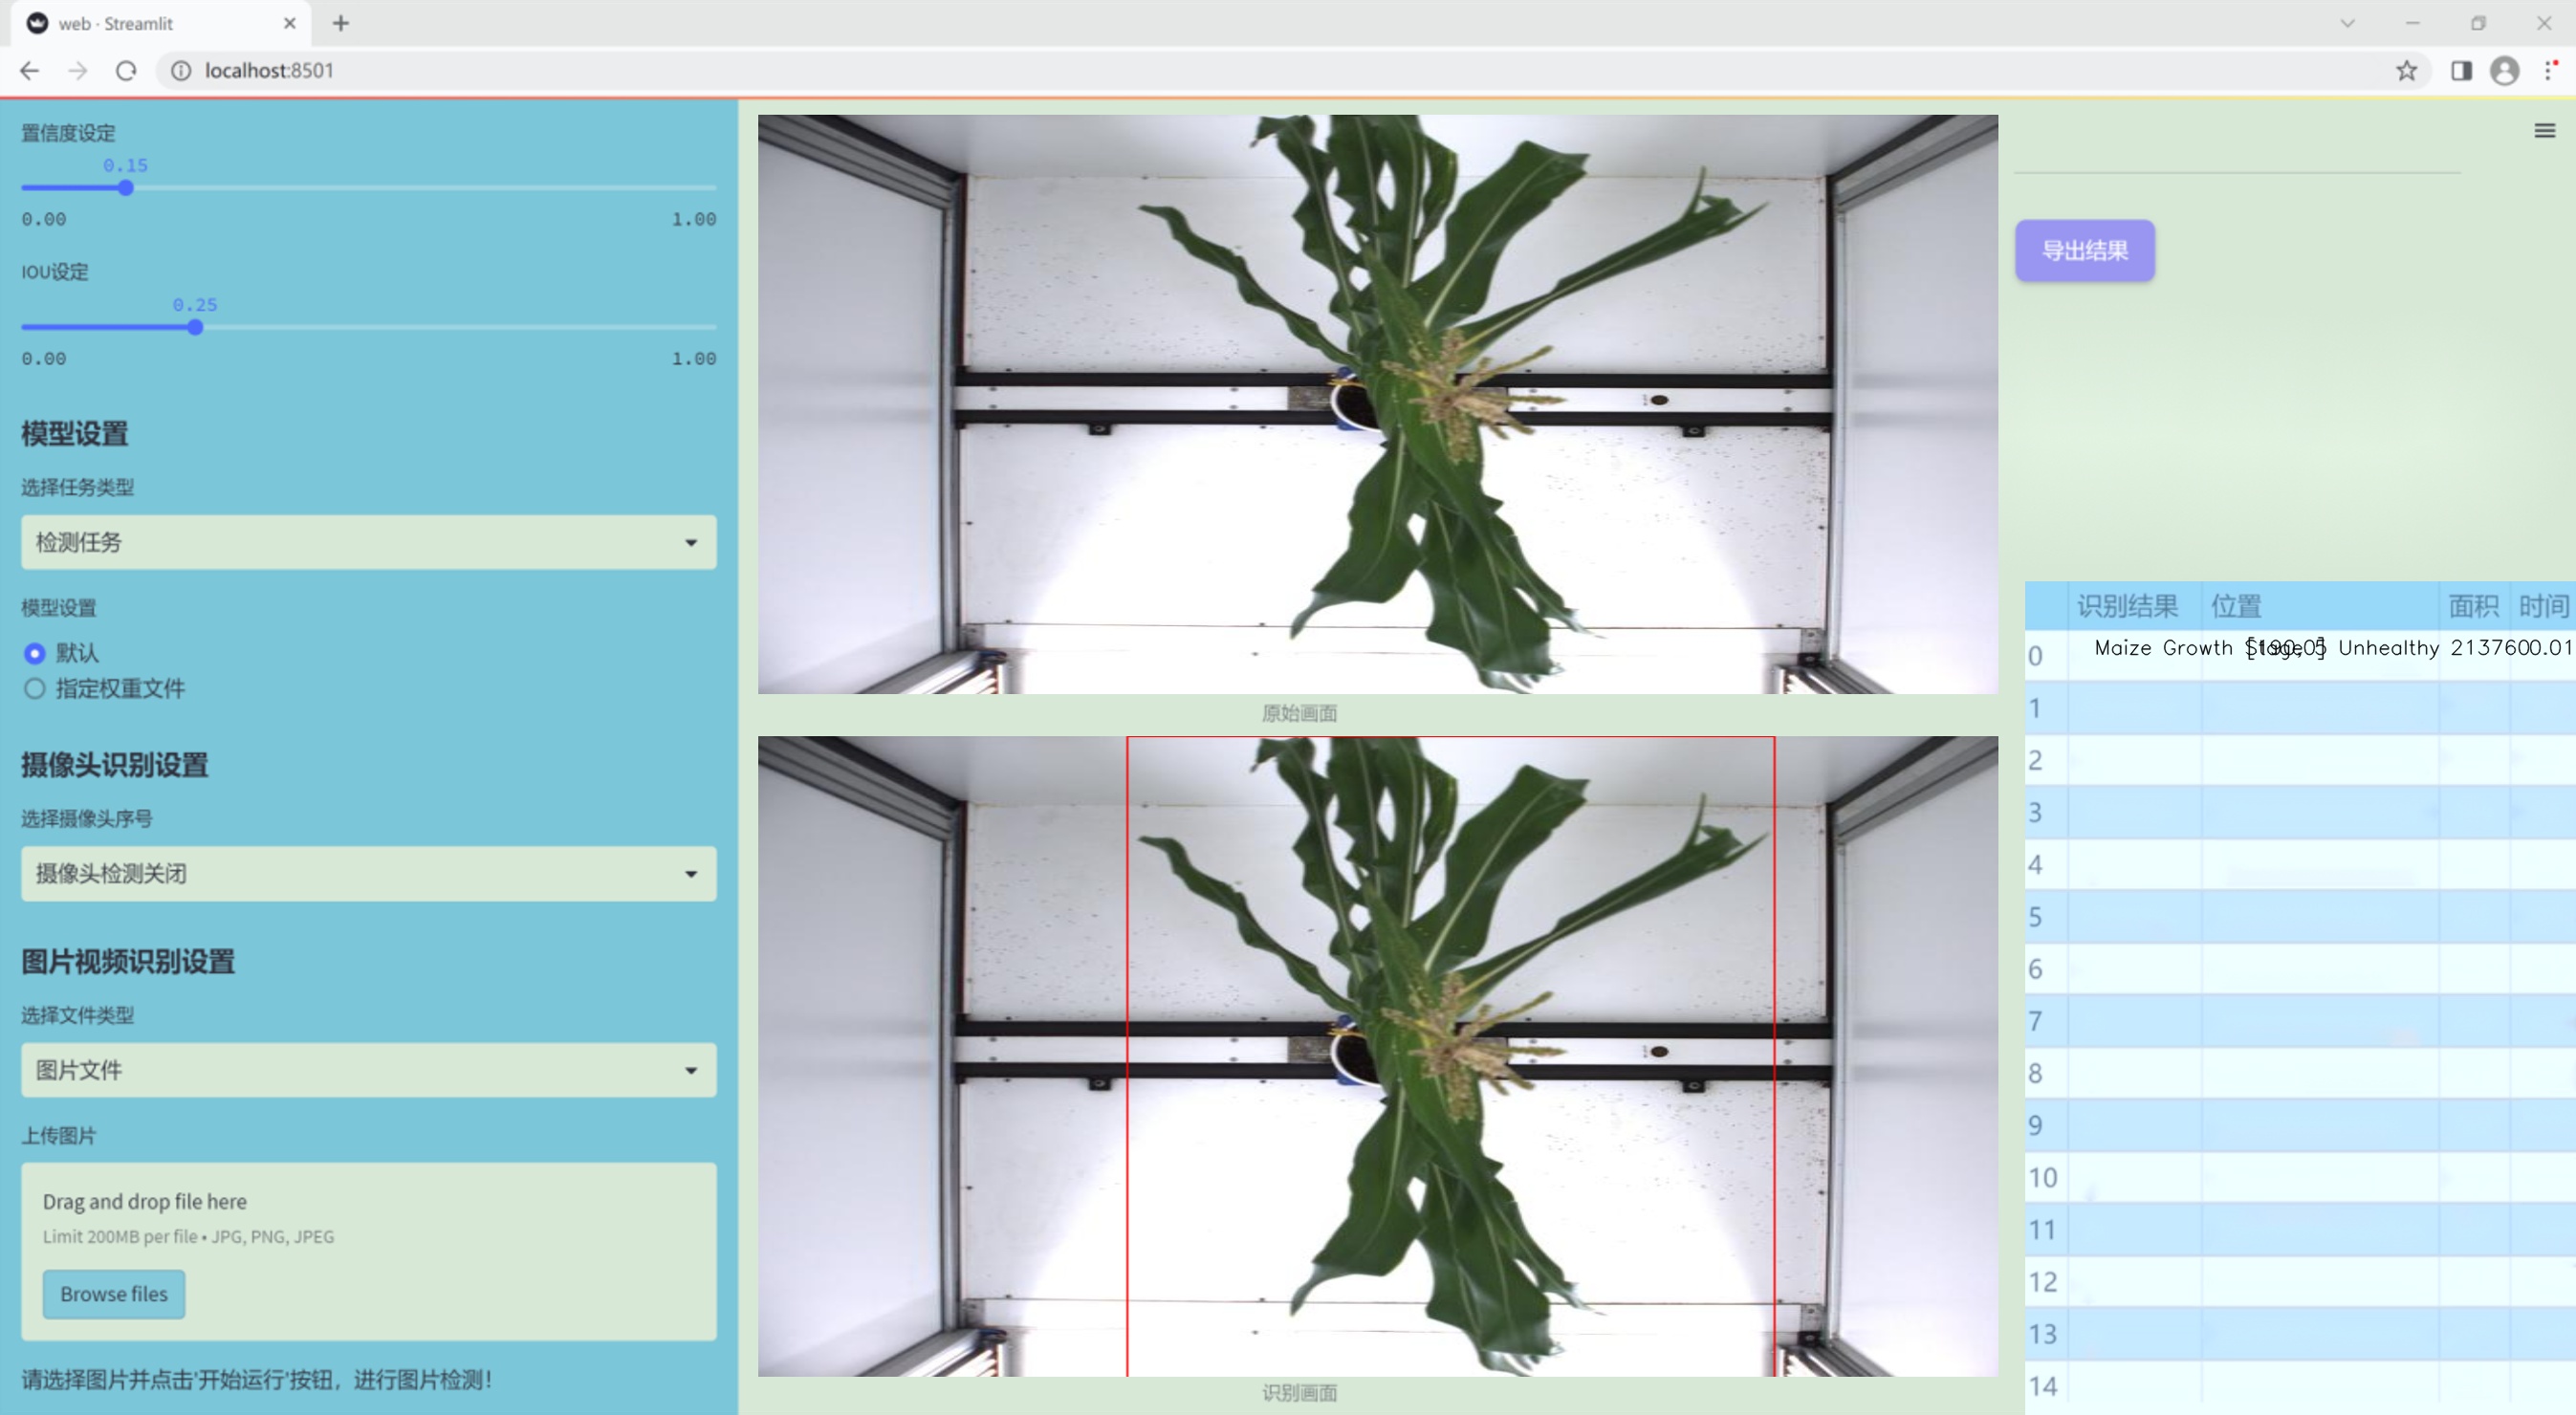 web · Streamlit
localhost:8501
置信度设定
0.15
0.00 1.00
IOU设定
0.25
0.00 1.00
模型设置
选择任务类型
检测任务
模型设置
默认
指定权重文件
摄像头识别设置
选择摄像头序号
摄像头检测关闭
图片视频识别设置
选择文件类型
图片文件
上传图片
Drag and drop file here
Limit 200MB per file • JPG, PNG, JPEG
Browse files
请选择图片并点击'开始运行'按钮，进行图片检测！
原始画面
识别画面
导出结果
识别结果 位置 面积 时间
0 Maize Growth Unhealthy 2137600.01
1
2
3
4
5
6
7
8
9
10
11
12
13
14